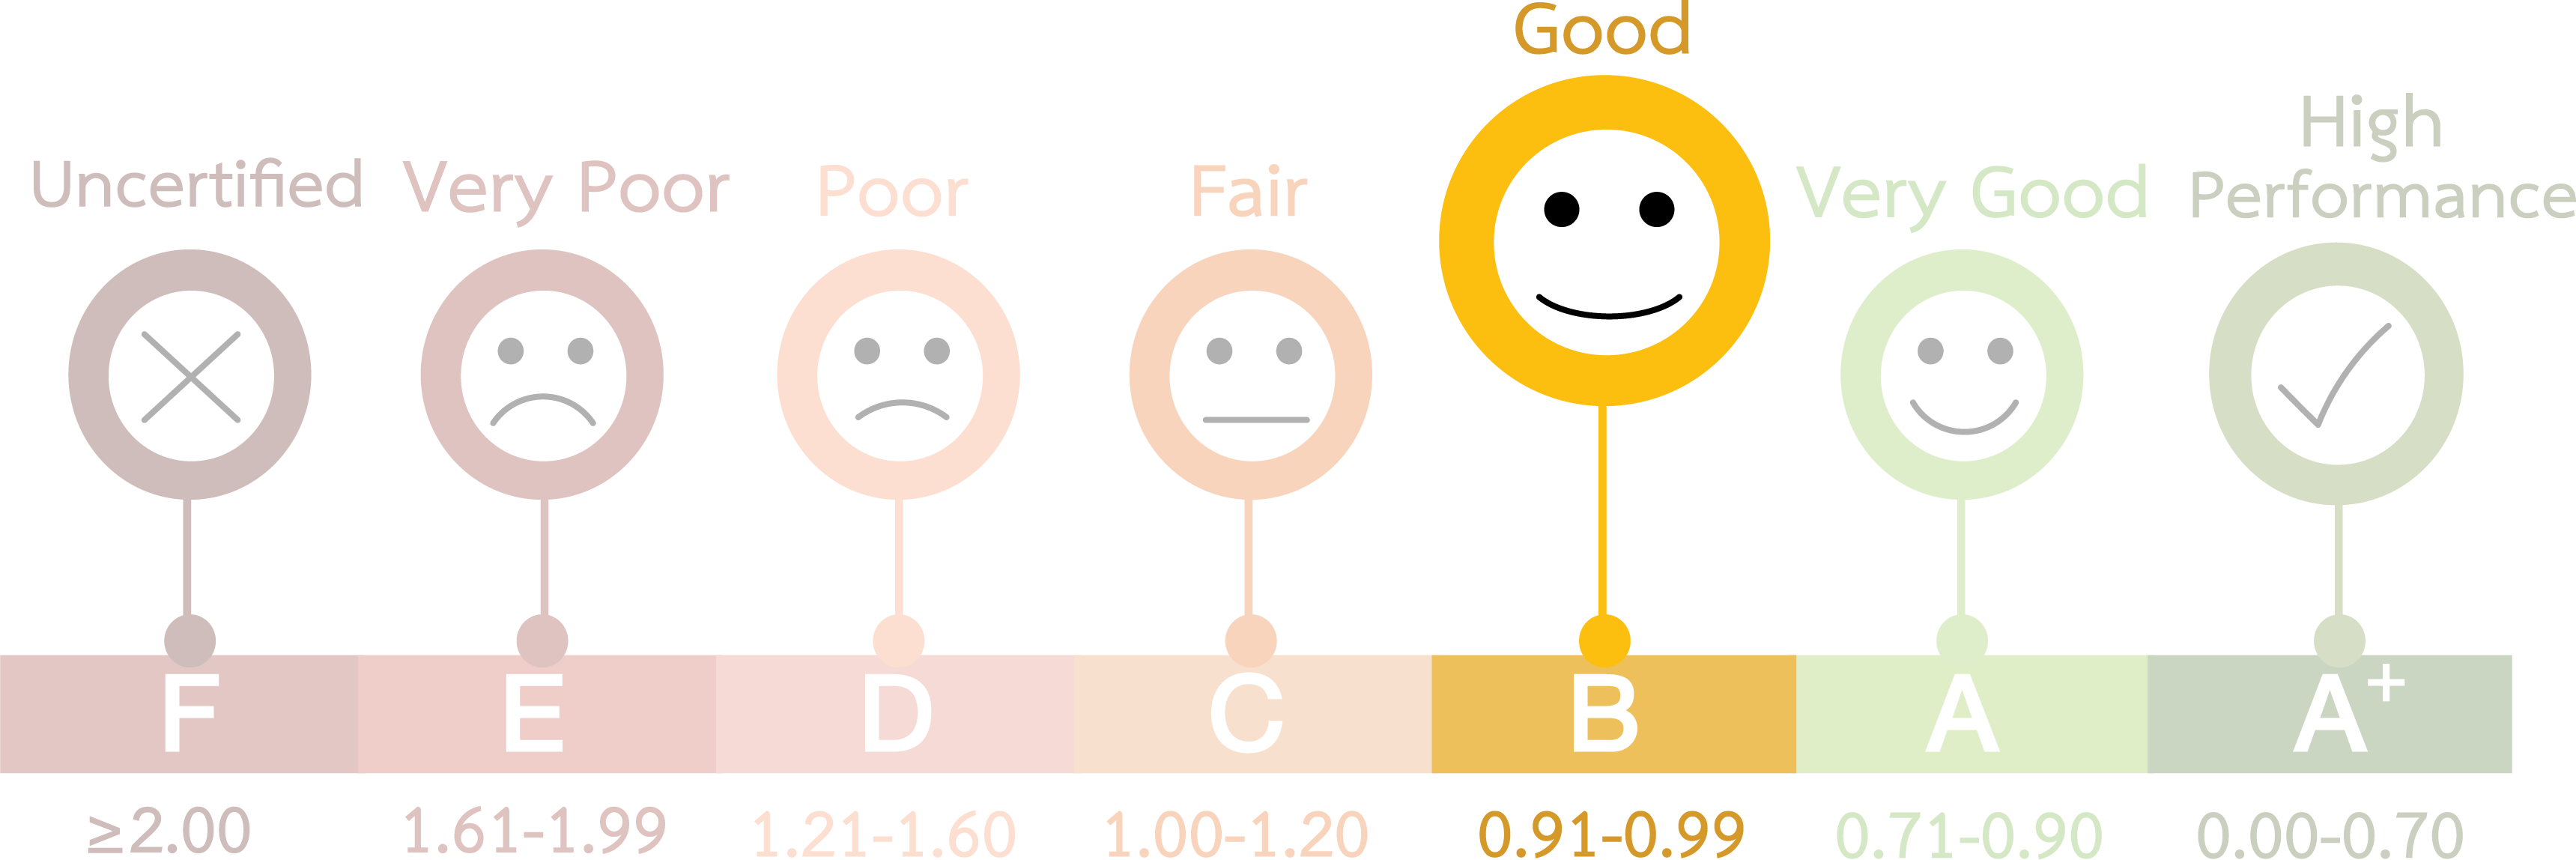 Good
High
Uncertified Very Poor Poor Fair Very Good Performance
F E D C B A A+
≥2.00 1.61-1.99 1.21-1.60 1.00-1.20 0.91-0.99 0.71-0.90 0.00-0.70